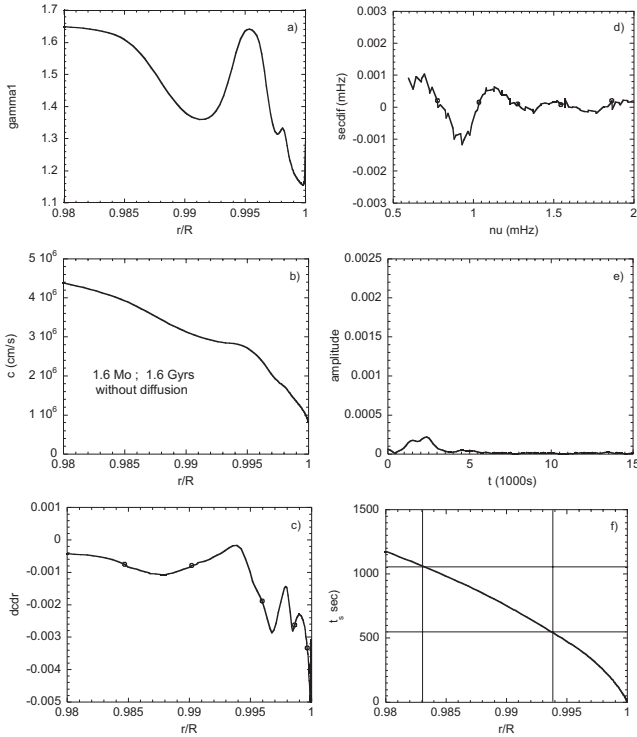 1.7
1.6
1.5
1.4
1.3
1.2
1.1
gamma1
a)
0.98 0.985 0.99 0.995 1
r/R
0.003
0.002
0.001
0
-0.001
-0.002
-0.003
secdif (mHz)
d)
0.5 1 1.5 2
nu (mHz)
5 10⁶
4 10⁶
3 10⁶
2 10⁶
1 10⁶
0
c (cm/s)
b)
1.6 Mo ; 1.6 Gyrs
without diffusion
0.98 0.985 0.99 0.995 1
r/R
0.0025
0.002
0.0015
0.001
0.0005
0
amplitude
e)
0 5 10 15
t (1000s)
0.001
0
-0.001
-0.002
-0.003
-0.004
-0.005
dcdr
c)
0.98 0.985 0.99 0.995 1
r/R
1500
1000
500
0
t_s sec)
f)
0.98 0.985 0.99 0.995 1
r/R